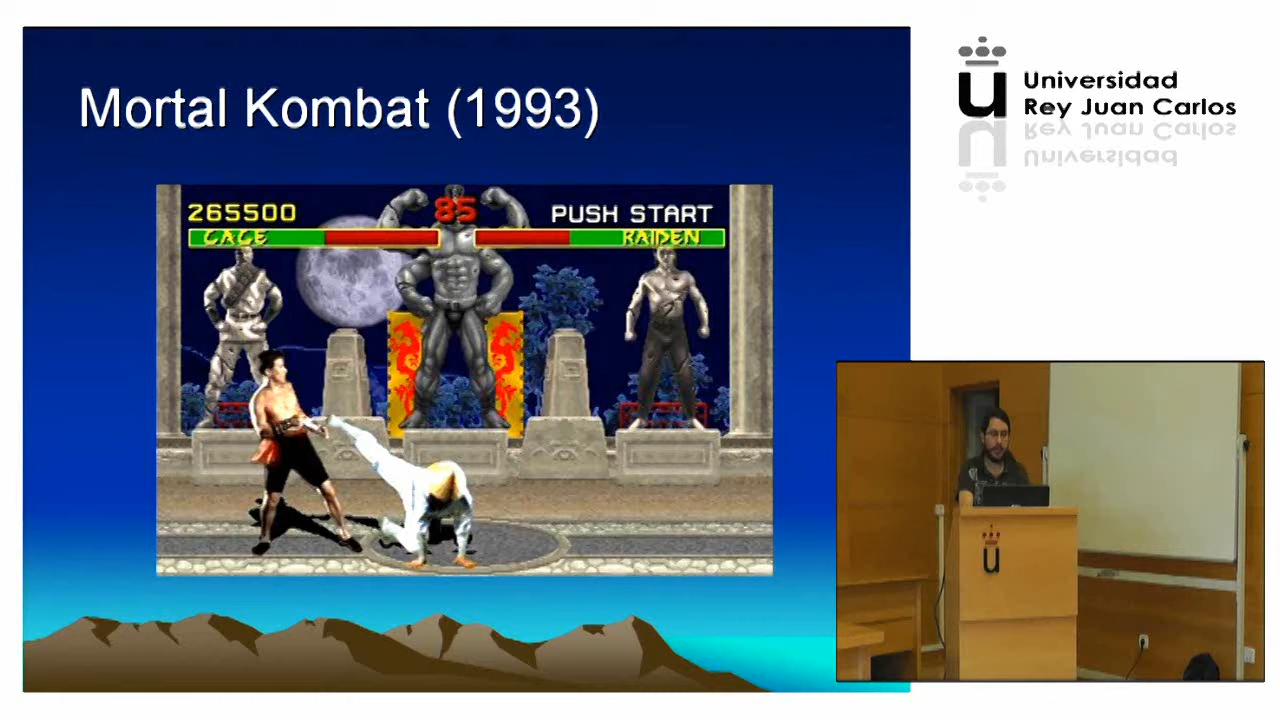 Mortal Kombat (1993)
265500
85
PUSH START
CAGE
RAIDEN
Universidad
Rey Juan Carlos